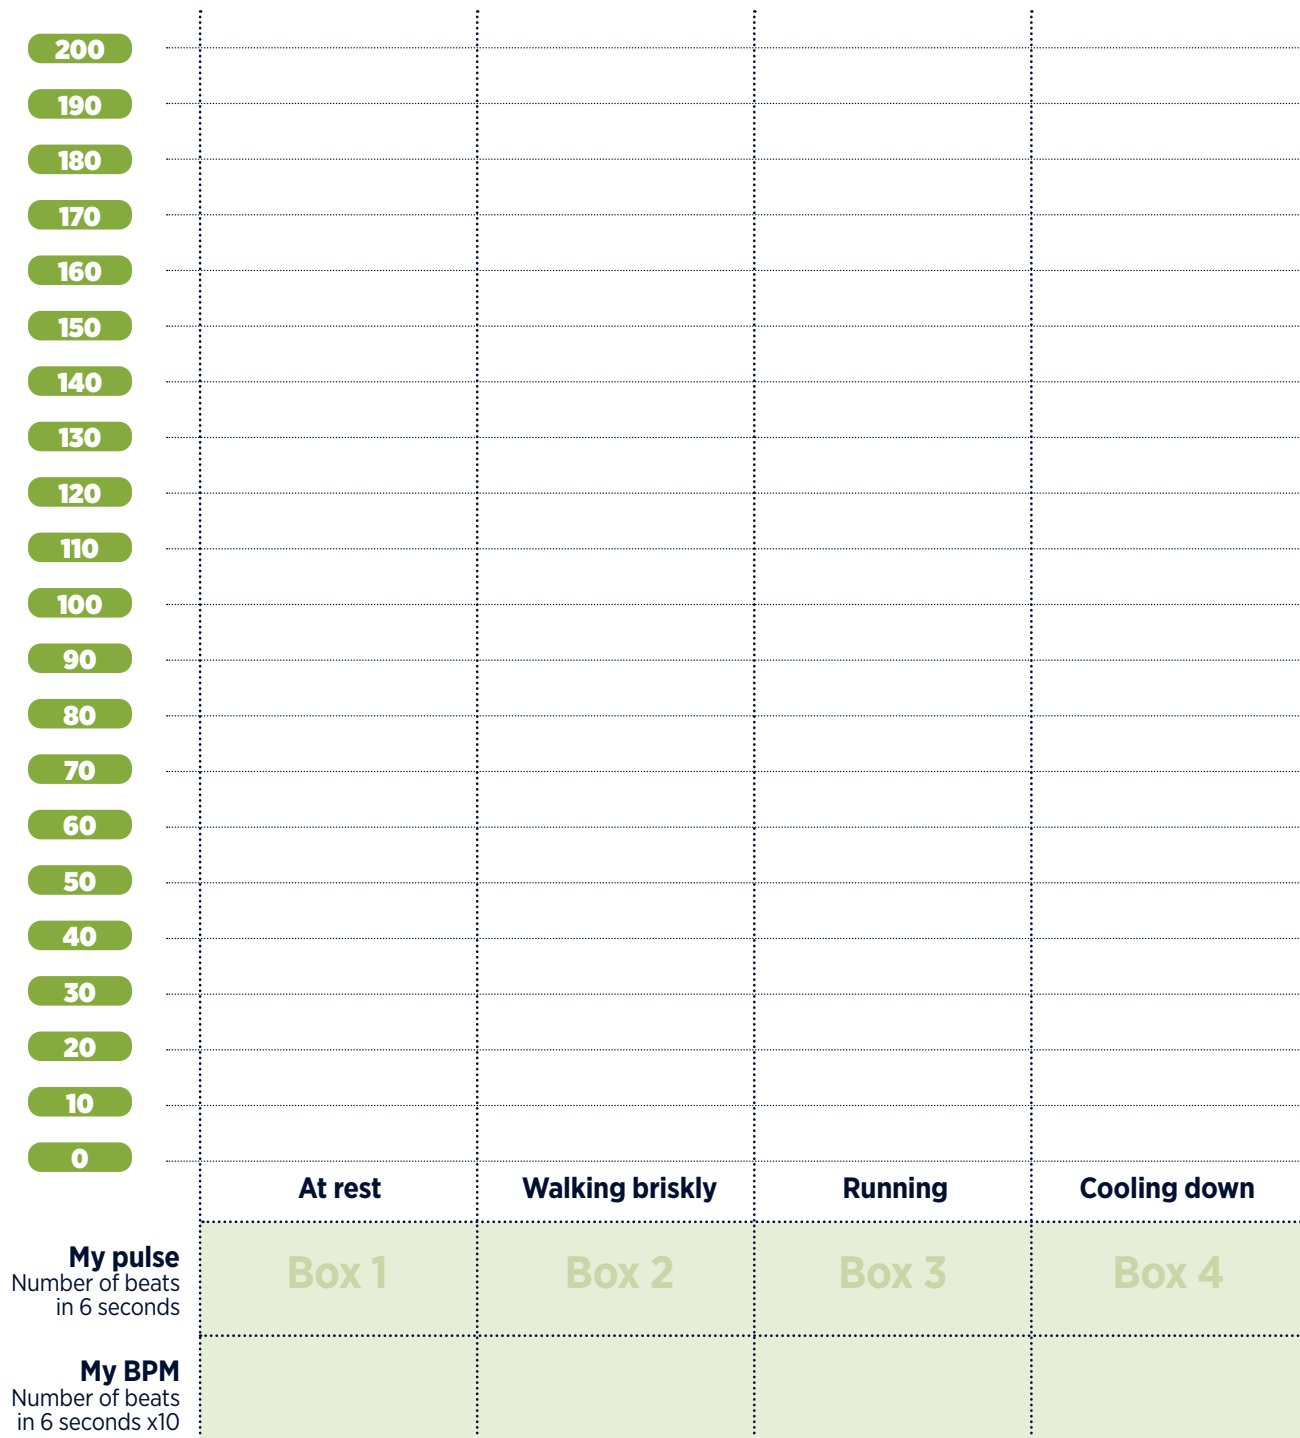 200
190
180
170
160
150
140
130
120
110
100
90
80
70
60
50
40
30
20
10
0
At rest Walking briskly Running Cooling down
My pulse
Number of beats
in 6 seconds
Box 1 Box 2 Box 3 Box 4
My BPM
Number of beats
in 6 seconds x10